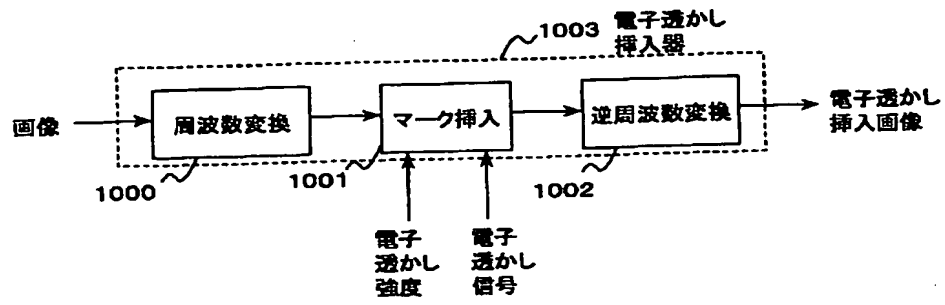 1003 電子透かし
挿入器
画像
周波数変換
マーク挿入
逆周波数変換
電子透かし
挿入画像
1000
1001
1002
電子
透かし
強度
電子
透かし
信号